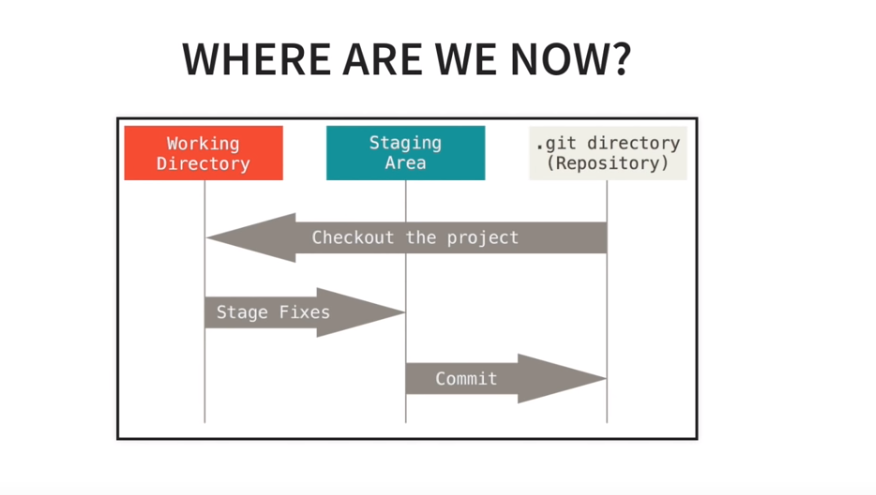 WHERE ARE WE NOW?
Working
Directory
Staging
Area
.git directory
(Repository)
Checkout the project
Stage Fixes
Commit